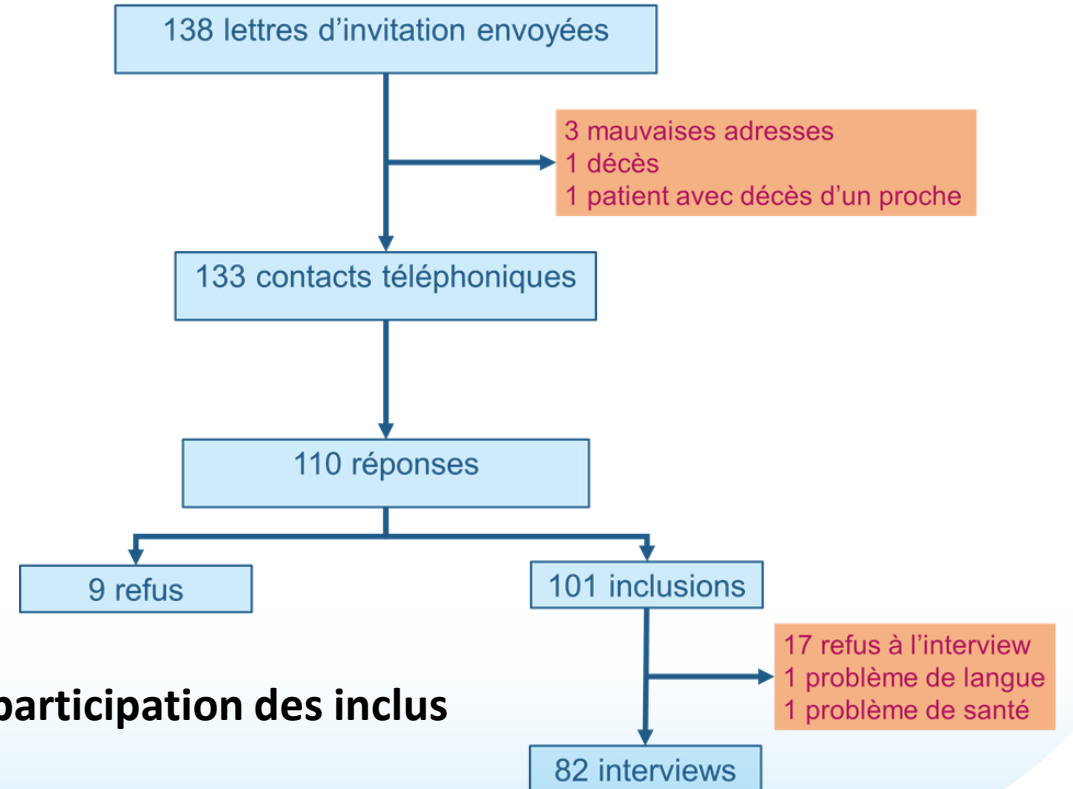 138 lettres d’invitation envoyées
3 mauvaises adresses
1 décès
1 patient avec décès d’un proche
133 contacts téléphoniques
110 réponses
9 refus
101 inclusions
17 refus à l’interview
1 problème de langue
1 problème de santé
participation des inclus
82 interviews